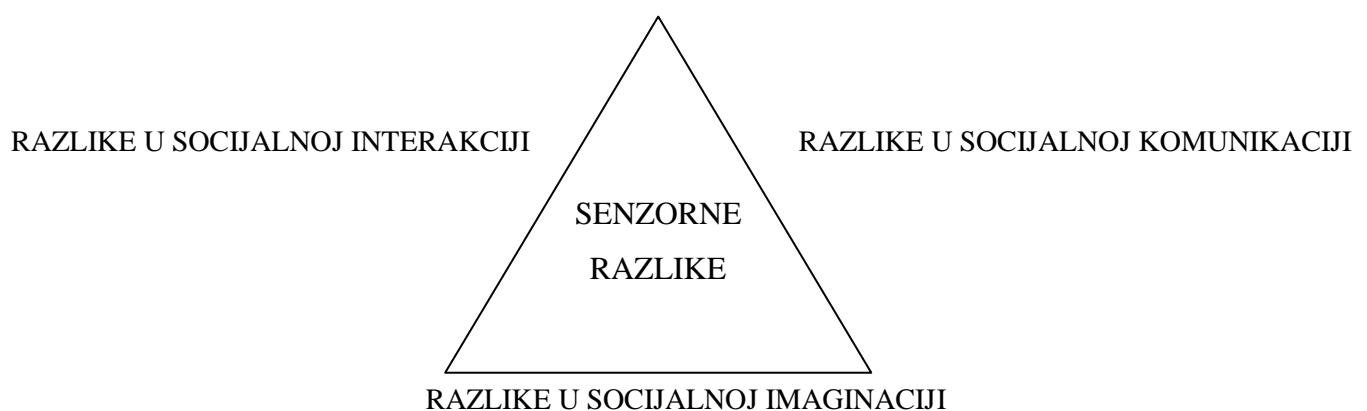 RAZLIKE U SOCIJALNOJ INTERAKCIJI
RAZLIKE U SOCIJALNOJ KOMUNIKACIJI
SENZORNE
RAZLIKE
RAZLIKE U SOCIJALNOJ IMAGINACIJI